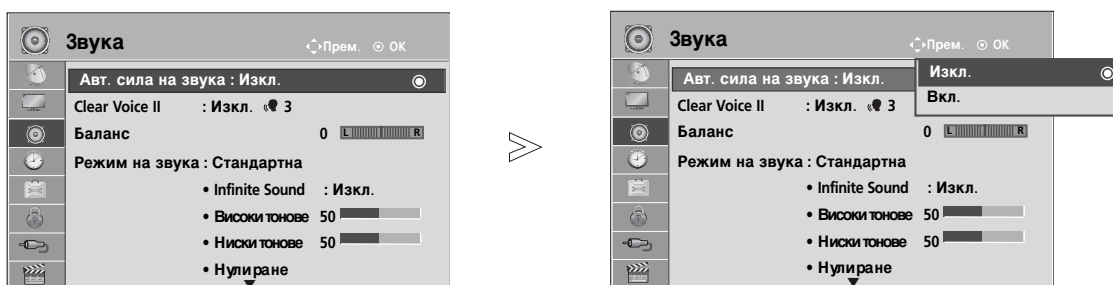 Звука
Прем. OK
Авт. сила на звука : Изкл.
Clear Voice II : Изкл. 3
Баланс 0 L R
Режим на звука : Стандартна
• Infinite Sound : Изкл.
• Високи тонове 50
• Ниски тонове 50
• Нулиране
Звука
Прем. OK
Авт. сила на звука : Изкл.
Изкл.
Вкл.
Clear Voice II : Изкл. 3
Баланс 0 L R
Режим на звука : Стандартна
• Infinite Sound : Изкл.
• Високи тонове 50
• Ниски тонове 50
• Нулиране